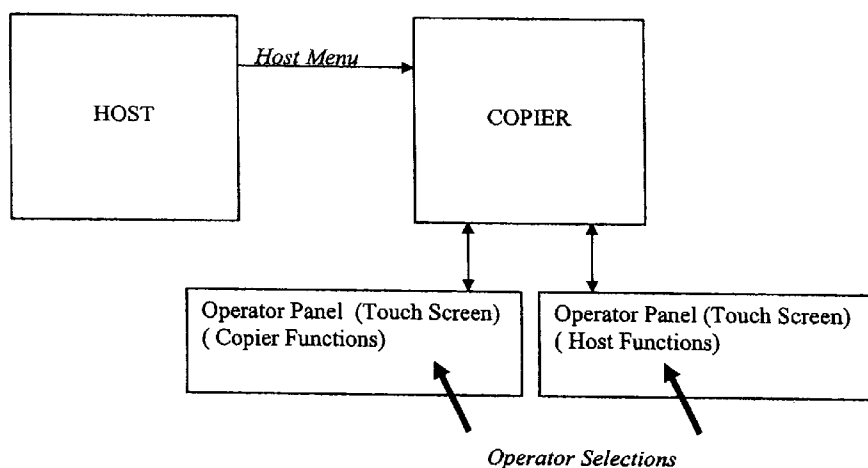 Host Menu
HOST
COPIER
Operator Panel (Touch Screen)
( Copier Functions)
Operator Panel (Touch Screen)
( Host Functions)
Operator Selections